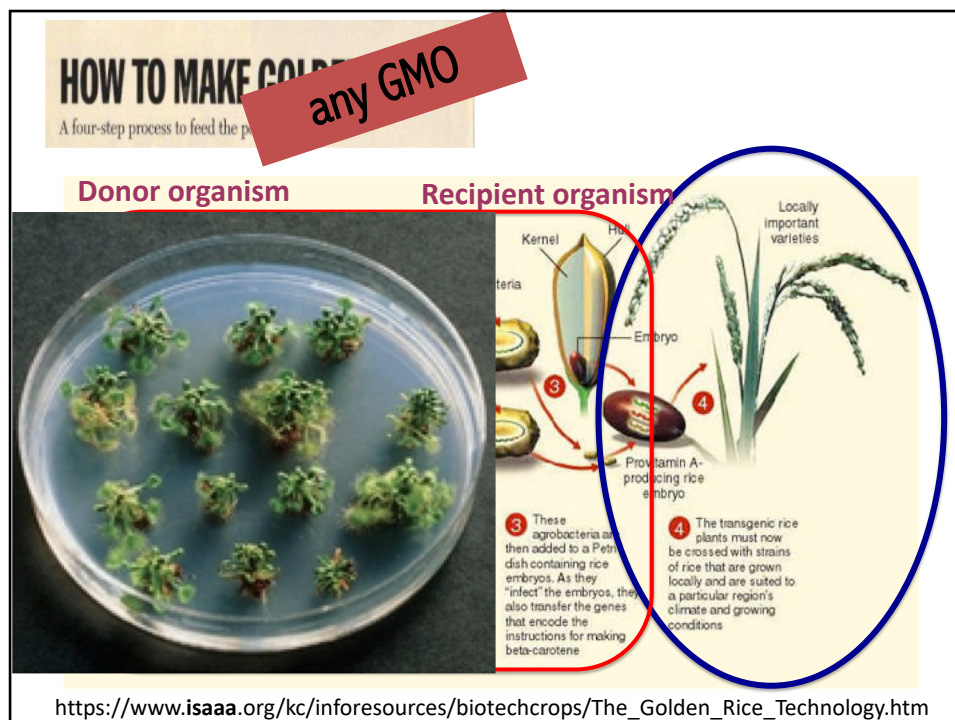 HOW TO MAKE
any GMO
A four-step process to feed the
Donor organism
Recipient organism
Kernel
Hull
Locally
important
varieties
Embryo
3
4
Provitamin A-
producing rice
embryo
3 These
agrobacteria are
then added to a Petri
dish containing rice
embryos. As they
"infect" the embryos, they
also transfer the genes
that encode the
instructions for making
beta-carotene
4 The transgenic rice
plants must now
be crossed with strains
of rice that are grown
locally and are suited to
a particular region's
climate and growing
conditions
https://www.isaaa.org/kc/inforesources/biotechcrops/The_Golden_Rice_Technology.htm